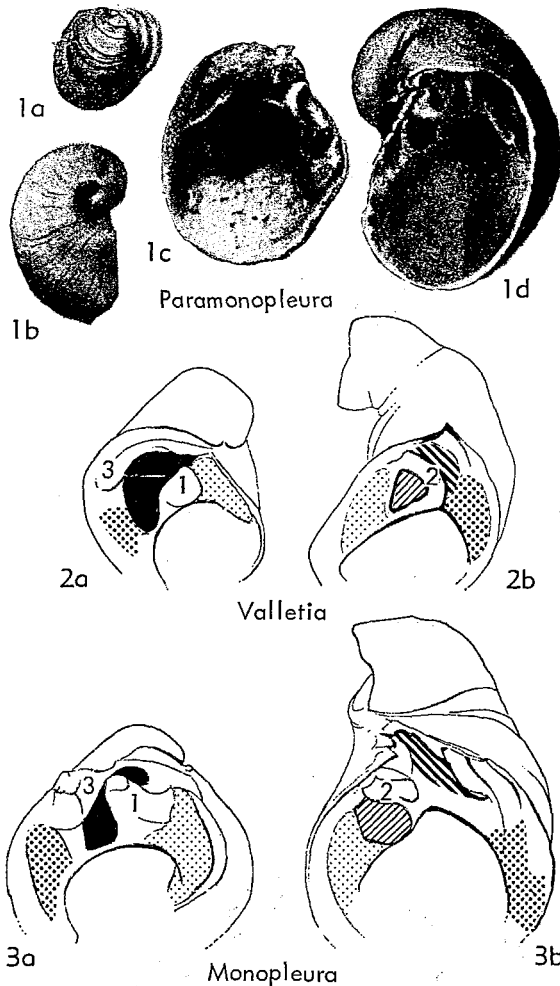 1a
1b
1c
1d
Paramonopleura
3
1
2
2a
2b
Valletia
3
1
2
3a
3b
Monopleura